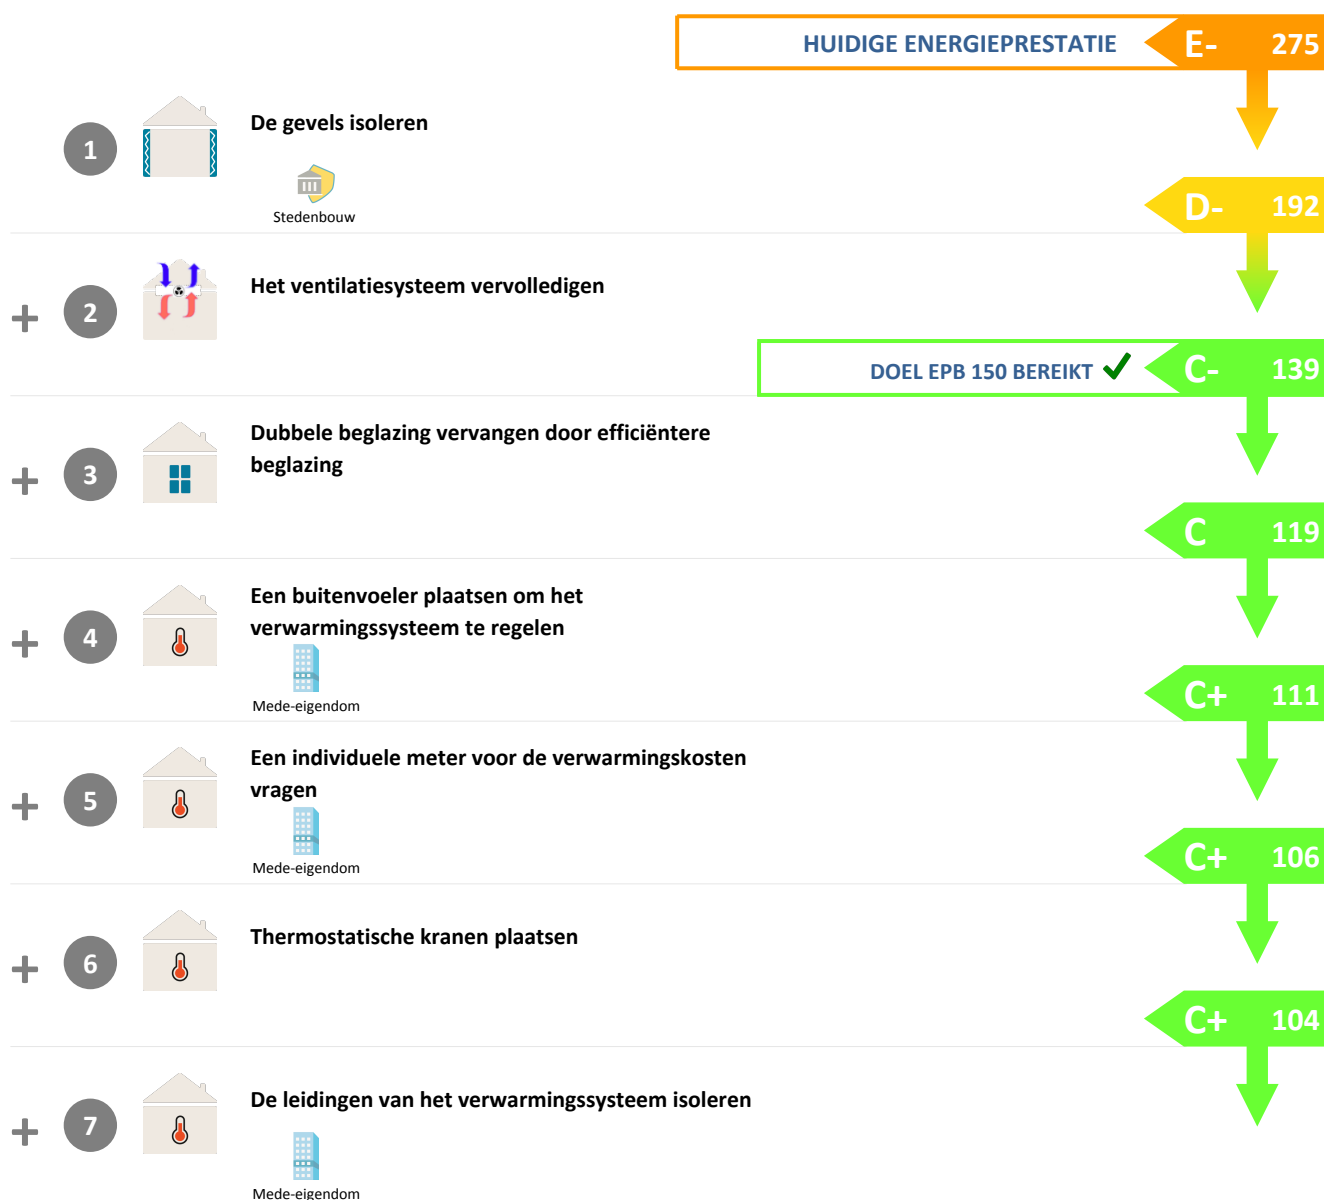 HUIDIGE ENERGIEPRESTATIE E- 275
1 De gevels isoleren
Stedenbouw
D- 192
+ 2 Het ventilatiesysteem vervolledigen
DOEL EPB 150 BEREIKT C- 139
+ 3 Dubbele beglazing vervangen door efficiëntere
beglazing
C 119
+ 4 Een buitenvoeler plaatsen om het
verwarmingssysteem te regelen
Mede-eigendom
C+ 111
+ 5 Een individuele meter voor de verwarmingskosten
vragen
Mede-eigendom
C+ 106
+ 6 Thermostatische kranen plaatsen
C+ 104
+ 7 De leidingen van het verwarmingssysteem isoleren
Mede-eigendom